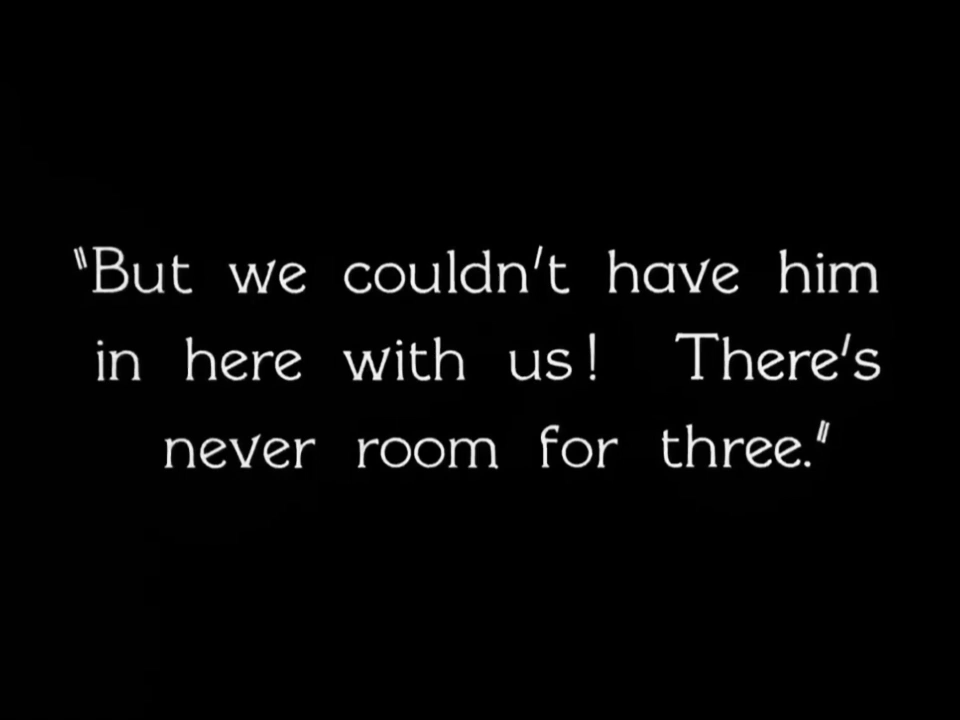 "But we couldn't have him
in here with us! There's
never room for three."